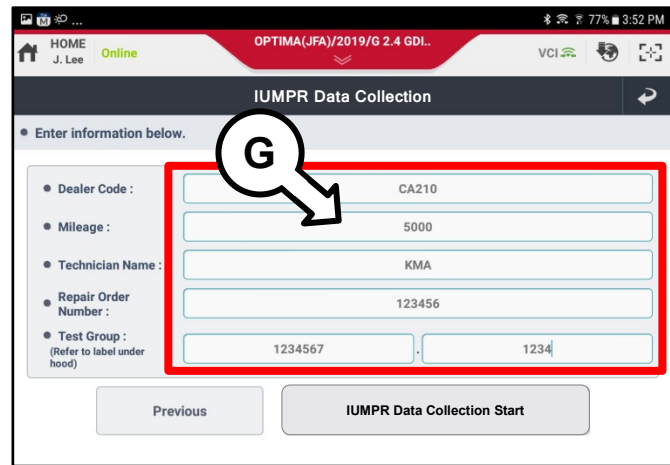 ... 77% 3:52 PM
HOME
J. Lee
Online
OPTIMA(JFA)/2019/G 2.4 GDI..
VCI
IUMPR Data Collection
Enter information below.
G
Dealer Code : CA210
Mileage : 5000
Technician Name : KMA
Repair Order
Number : 123456
Test Group : 1234567 . 1234
(Refer to label under
hood)
Previous
IUMPR Data Collection Start